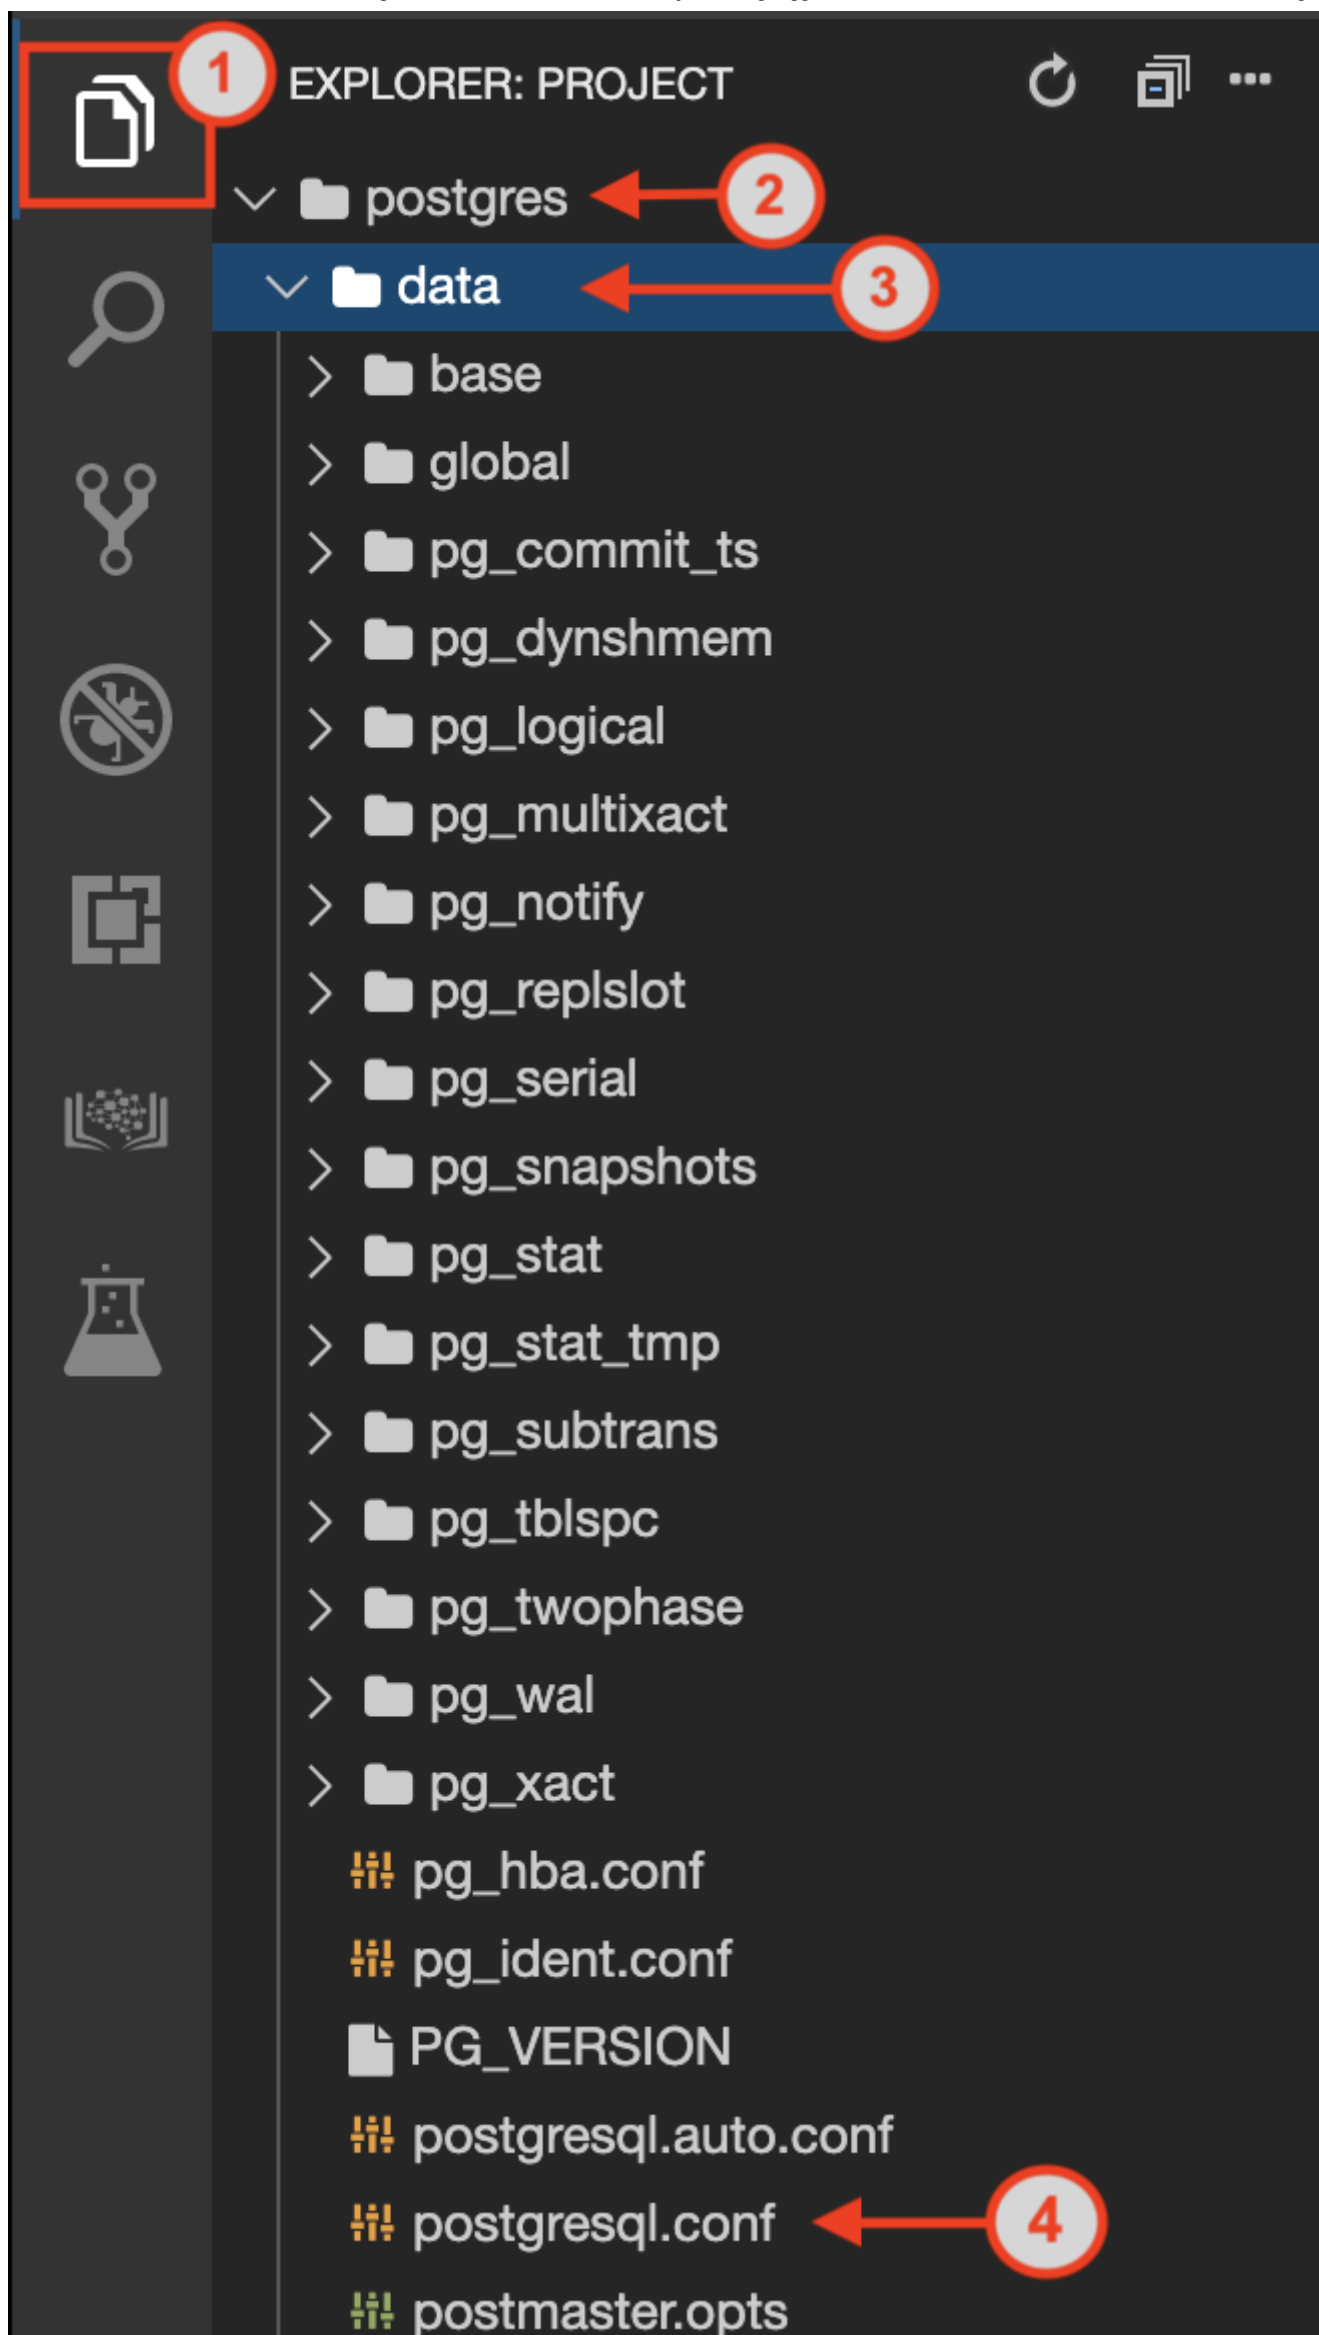 1
EXPLORER: PROJECT
postgres 2
data 3
base
global
pg_commit_ts
pg_dynshmem
pg_logical
pg_multixact
pg_notify
pg_replslot
pg_serial
pg_snapshots
pg_stat
pg_stat_tmp
pg_subtrans
pg_tblspc
pg_twophase
pg_wal
pg_xact
pg_hba.conf
pg_ident.conf
PG_VERSION
postgresql.auto.conf
postgresql.conf 4
postmaster.opts